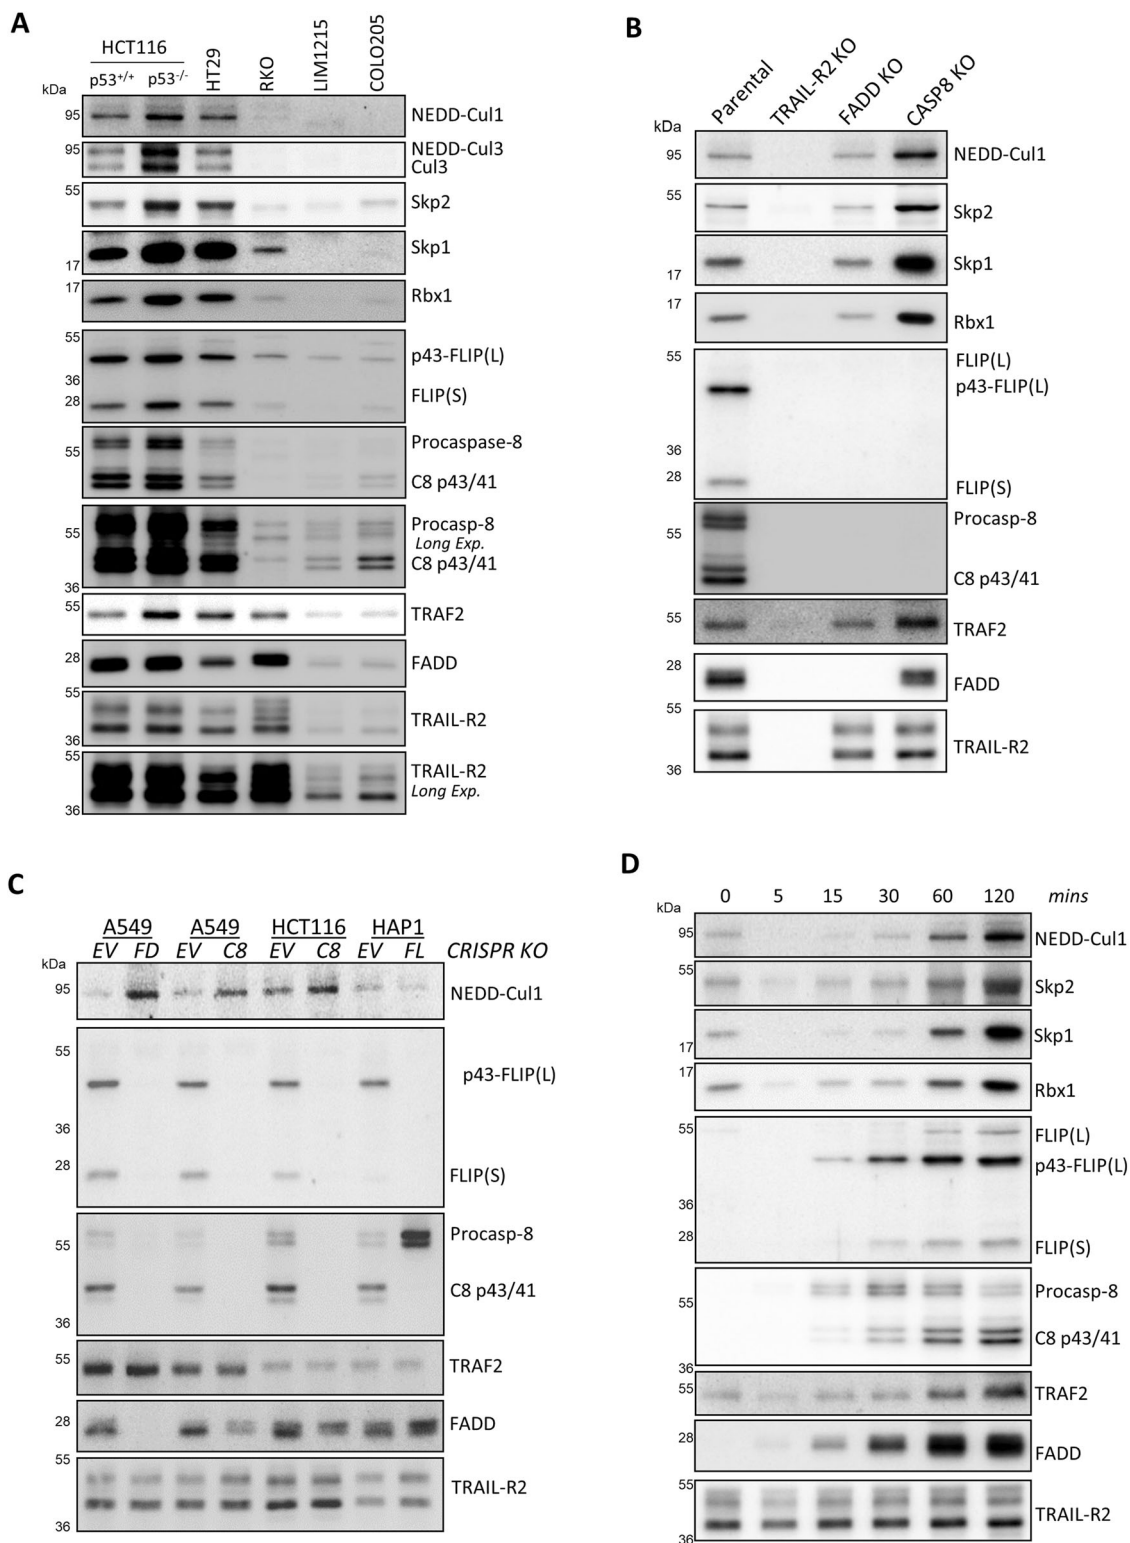 A
HCT116
p53+/+ p53-/- HT29 RKO LIM1215 COLO205
kDa
95 NEDD-Cul1
95 NEDD-Cul3
Cul3
55 Skp2
17 Skp1
17 Rbx1
55 p43-FLIP(L)
36
28 FLIP(S)
Procaspase-8
55
C8 p43/41
Procasp-8
55 Long Exp.
C8 p43/41
36
55 TRAF2
28 FADD
55 TRAIL-R2
36
55 TRAIL-R2
Long Exp.
36
B
Parental TRAIL-R2 KO FADD KO CASP8 KO
kDa
95 NEDD-Cul1
55 Skp2
17 Skp1
17 Rbx1
55 FLIP(L)
p43-FLIP(L)
36
28 FLIP(S)
Procasp-8
55
C8 p43/41
55 TRAF2
28 FADD
55
TRAIL-R2
36
C
A549 A549 HCT116 HAP1
EV FD EV C8 EV C8 EV FL CRISPR KO
kDa
95 NEDD-Cul1
55
p43-FLIP(L)
36
28 FLIP(S)
Procasp-8
55
C8 p43/41
36
55 TRAF2
28 FADD
55
TRAIL-R2
36
D
0 5 15 30 60 120 mins
kDa
95 NEDD-Cul1
55 Skp2
17 Skp1
17 Rbx1
55 FLIP(L)
p43-FLIP(L)
36
28 FLIP(S)
Procasp-8
55
C8 p43/41
36
55 TRAF2
28 FADD
55
TRAIL-R2
36